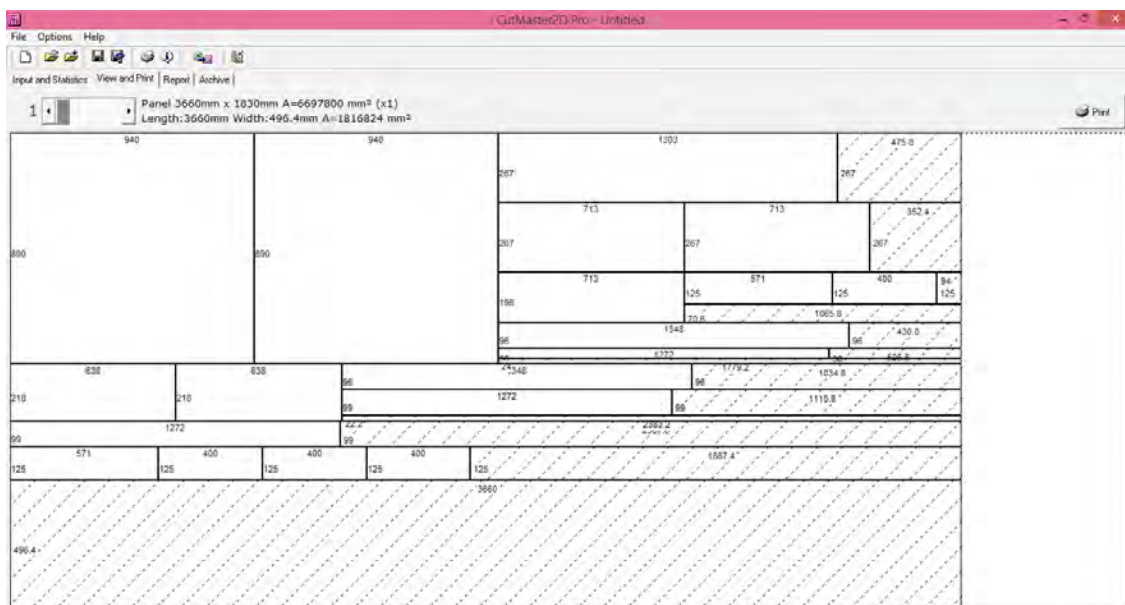 CutMaster2D Pro - Untitled
File Options Help
Input and Statistics View and Print Report Archive
1 Panel 3660mm x 1830mm A=6697800 mm² (x1)
Length:3660mm Width:496.4mm A=1816824 mm²
Print
940 940 1303 475.8
267 267
713 713 352.4
890 890 267 267 267
713 571 400 94
198 125 125 125
70.6 1065.8
1348 430.8
96 96
1272
638 638 1348 1779.2 1034.8
96 96
210 210 1272 1110.8
99 99
1272 22.2 2383.2
99 99
571 400 400 400 1887.4
125 125 125 125 125
3660
496.4